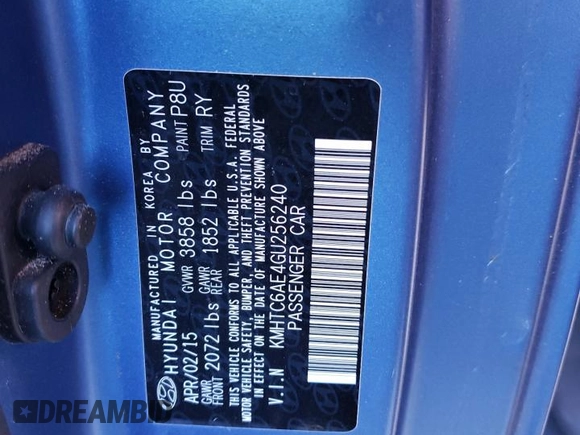 MANUFACTURED IN KOREA BY
HYUNDAI MOTOR COMPANY
APR/02/15 GVWR 3858 lbs PAINT P8U
GAWR FRONT 2072 lbs GAWR REAR 1852 lbs TRIM RY
THIS VEHICLE CONFORMS TO ALL APPLICABLE U.S.A. FEDERAL
MOTOR VEHICLE SAFETY, BUMPER, AND THEFT PREVENTION STANDARDS
IN EFFECT ON THE DATE OF MANUFACTURE SHOWN ABOVE
V.I.N KMHTC6AE4GU256240
PASSENGER CAR
DREAMBID